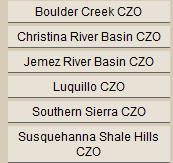 Boulder Creek CZO
Christina River Basin CZO
Jemez River Basin CZO
Luquillo CZO
Southern Sierra CZO
Susquehanna Shale Hills
CZO